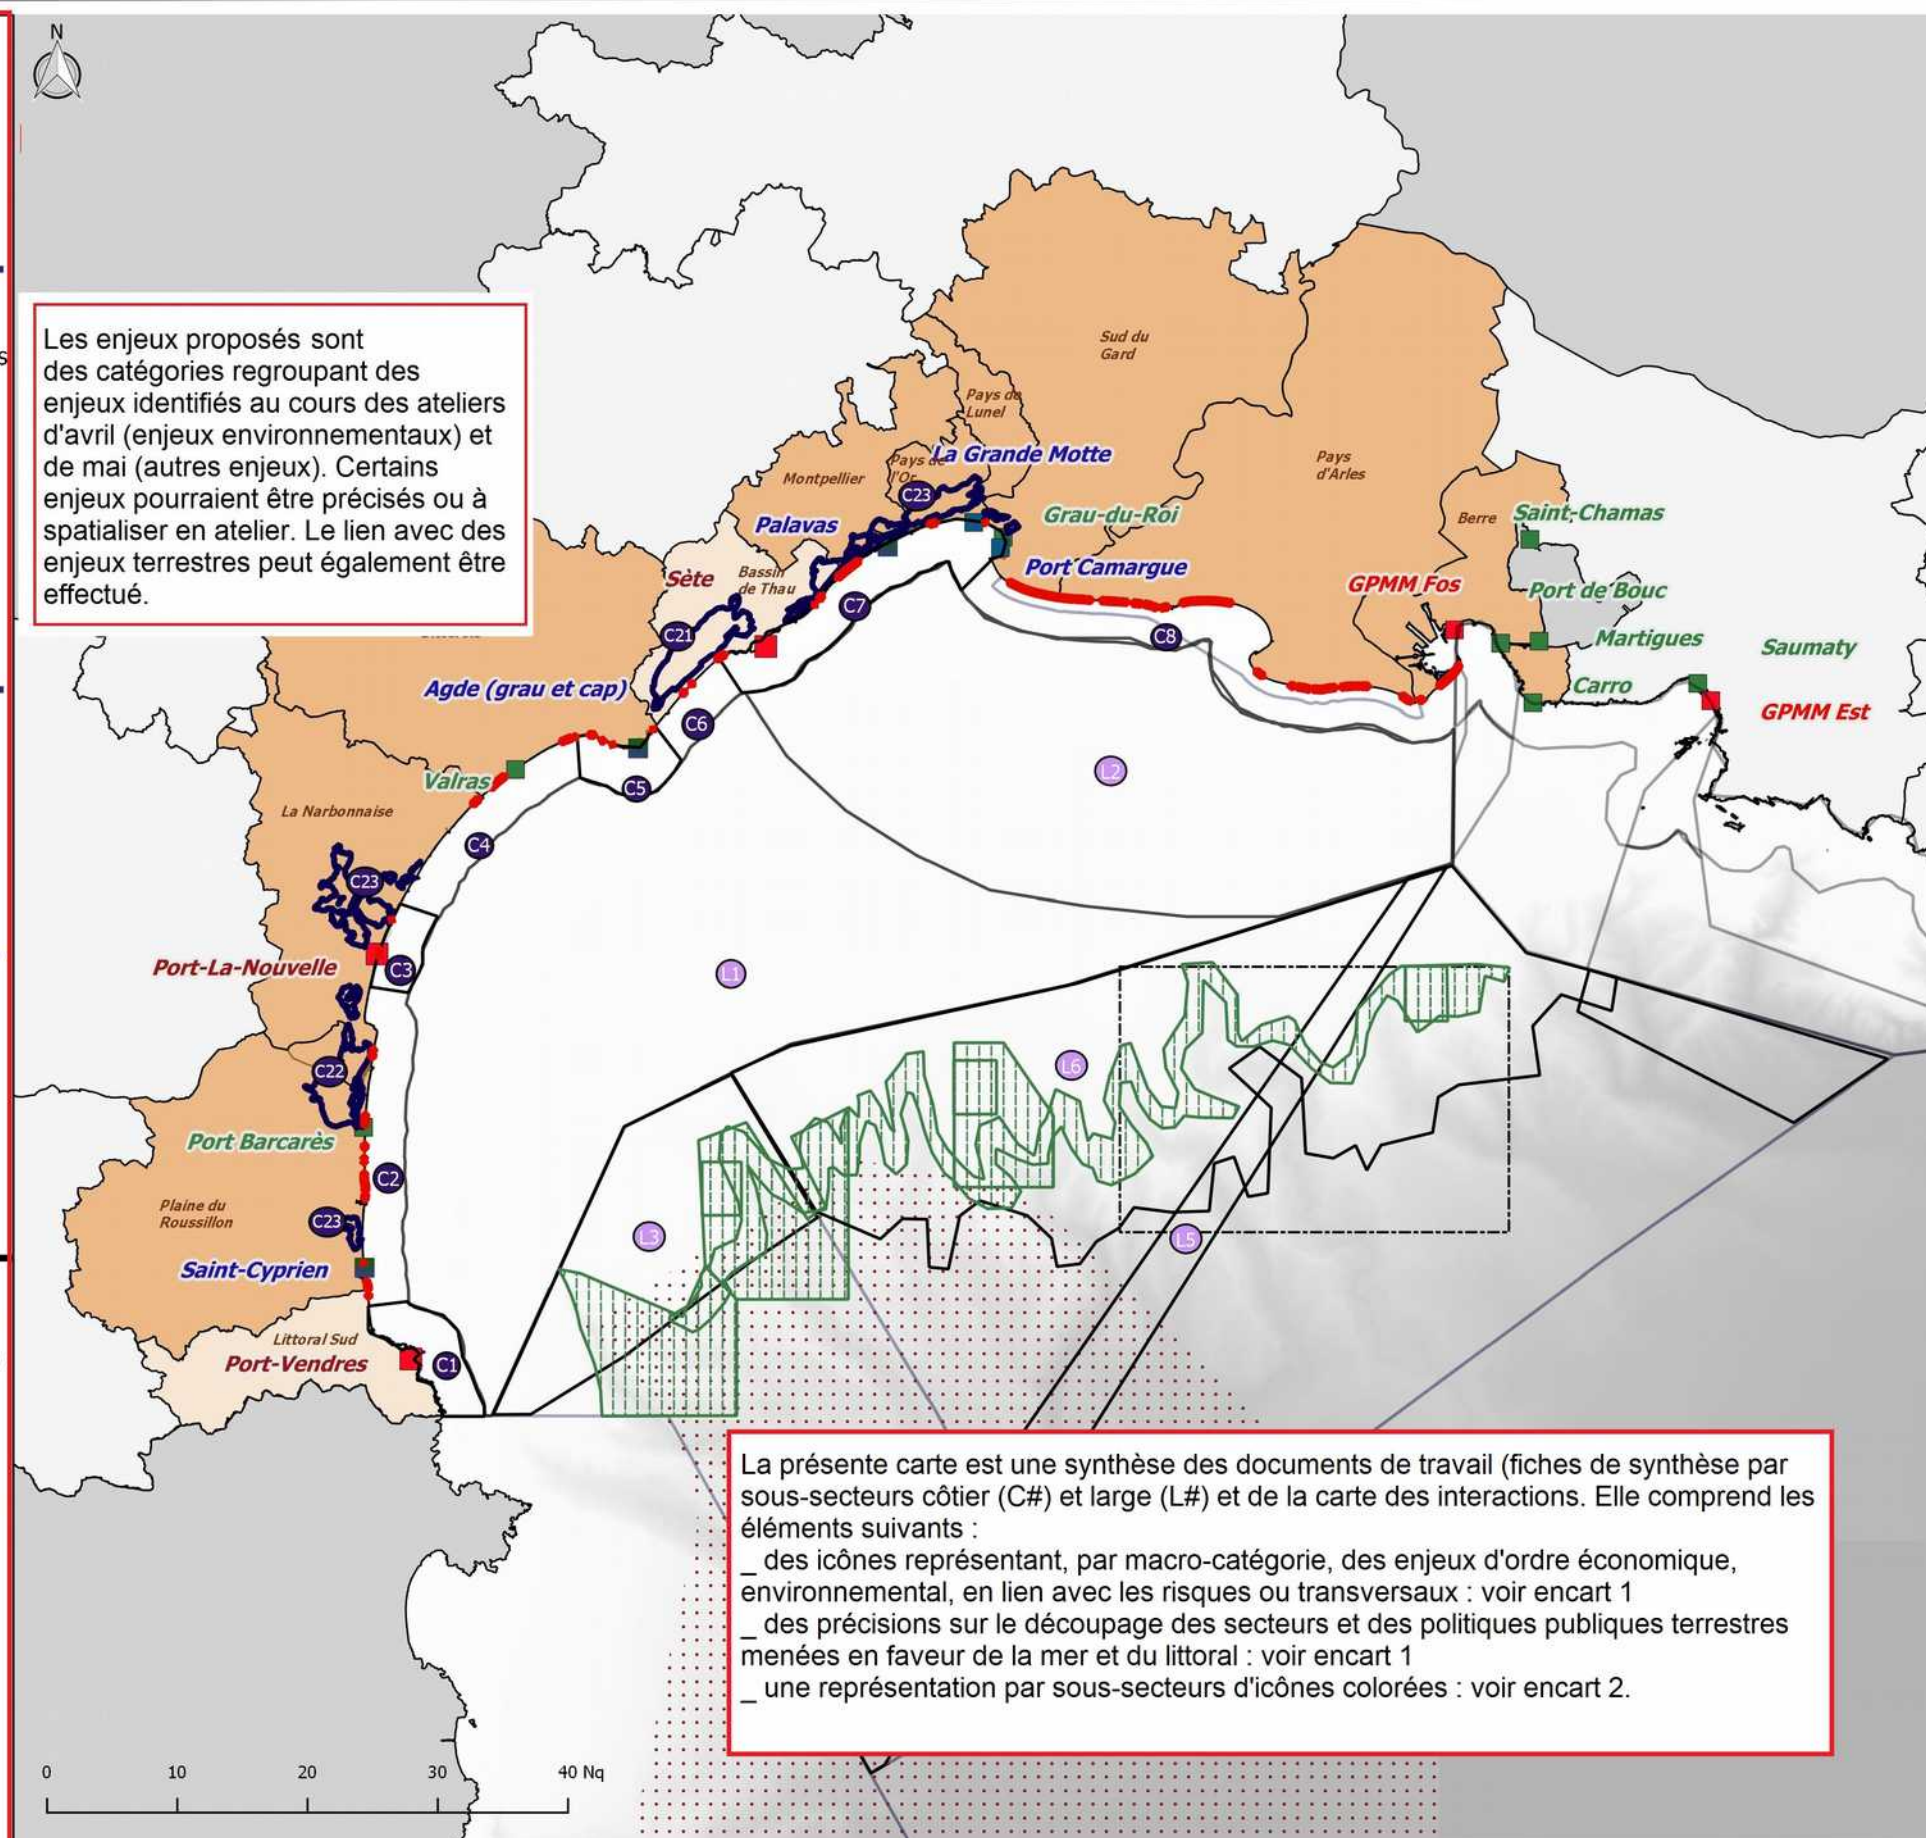 N
Les enjeux proposés sont
des catégories regroupant des
enjeux identifiés au cours des ateliers
d'avril (enjeux environnementaux) et
de mai (autres enjeux). Certains
enjeux pourraient être précisés ou à
spatialiser en atelier. Le lien avec des
enjeux terrestres peut également être
effectué.
Sud du
Gard
Pays de
Lunel
La Grande Motte
Pays de
l'Or
Montpellier
C23
Pays
d'Arles
Palavas
Grau-du-Roi
Berre
Saint-Chamas
Sète
Bassin
de Thau
Port Camargue
GPMM Fos
Port de Bouc
C7
C21
C8
Martigues
Saumaty
Agde (grau et cap)
Carro
GPMM Est
C6
Valras
C5
L2
La Narbonnaise
C4
C23
Port-La-Nouvelle
C3
L1
C22
L6
Port Barcarès
C2
Plaine du
Roussillon
C23
L3
L5
Saint-Cyprien
Littoral Sud
Port-Vendres
C1
La présente carte est une synthèse des documents de travail (fiches de synthèse par
sous-secteurs côtier (C#) et large (L#) et de la carte des interactions. Elle comprend les
éléments suivants :
_ des icônes représentant, par macro-catégorie, des enjeux d'ordre économique,
environnemental, en lien avec les risques ou transversaux : voir encart 1
_ des précisions sur le découpage des secteurs et des politiques publiques terrestres
menées en faveur de la mer et du littoral : voir encart 1
_ une représentation par sous-secteurs d'icônes colorées : voir encart 2.
0 10 20 30 40 Nq